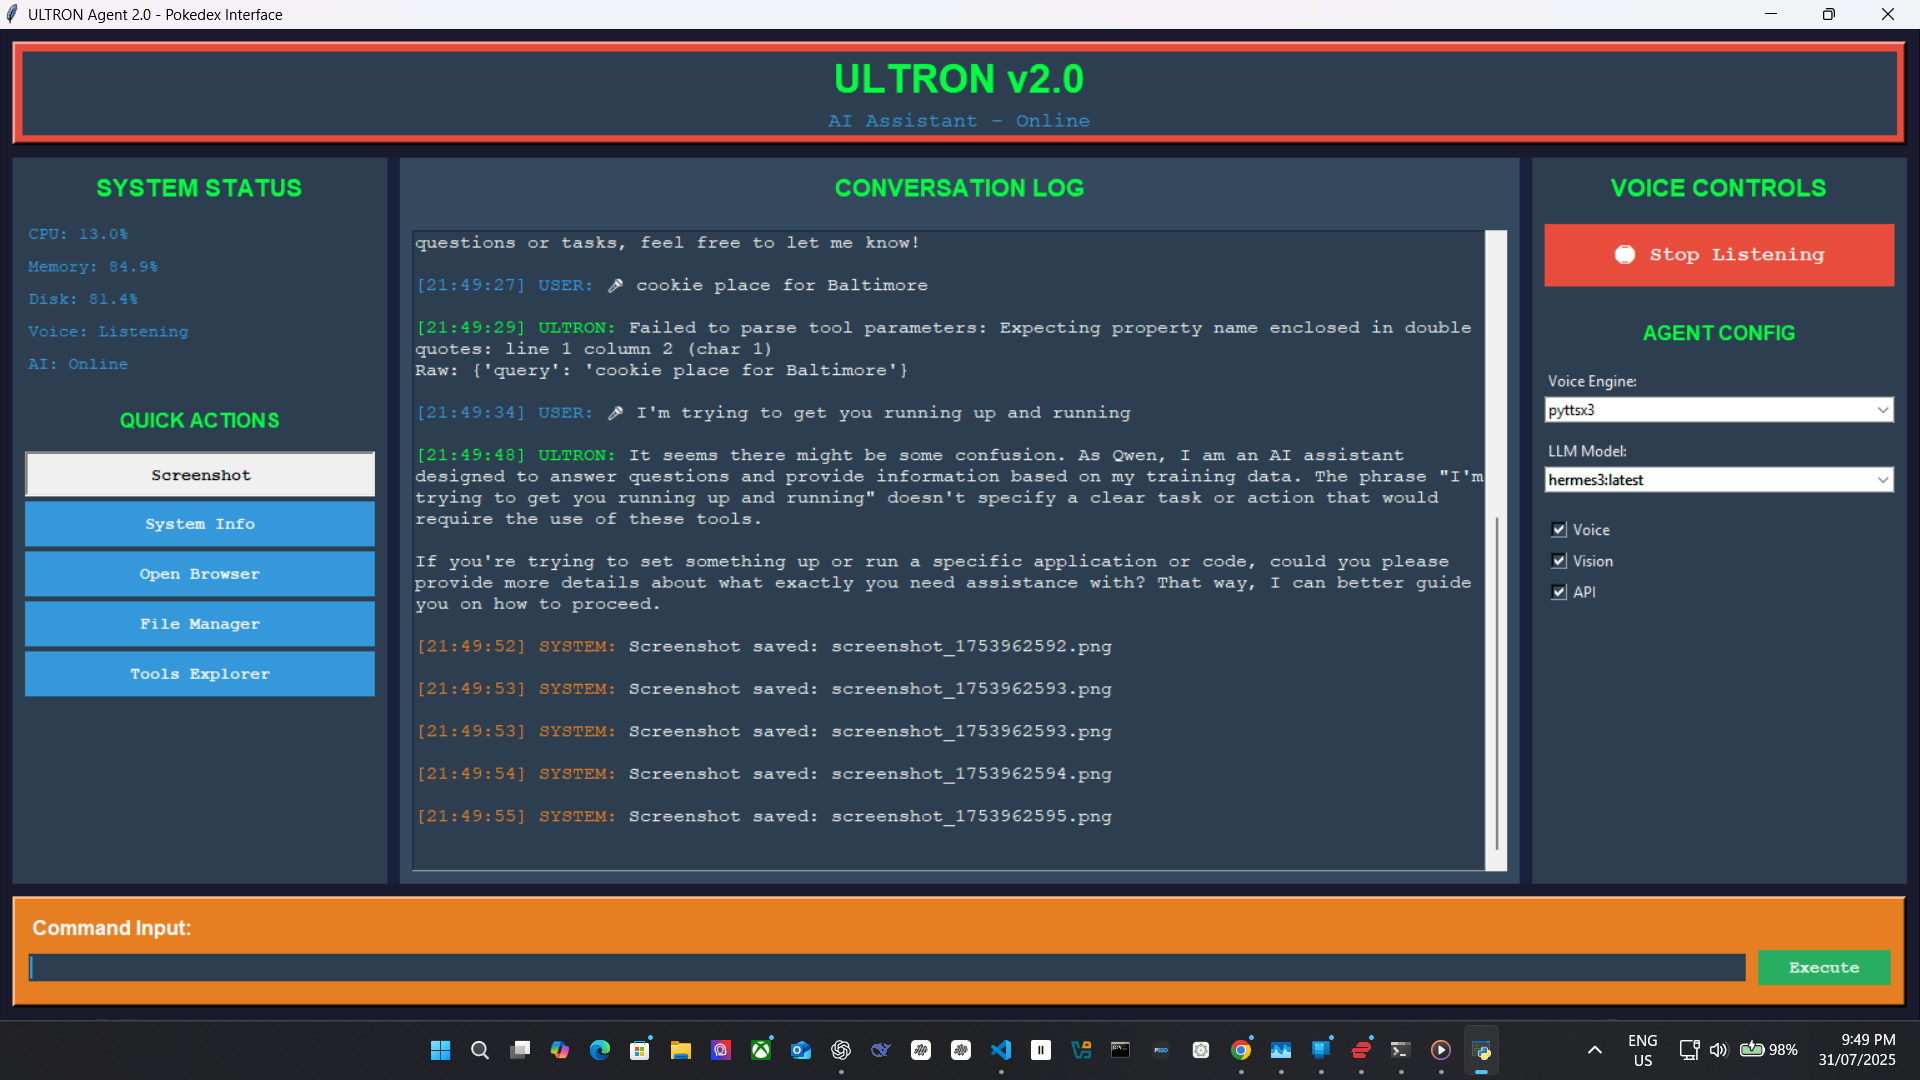 ULTRON Agent 2.0 - Pokedex Interface
ULTRON v2.0
AI Assistant - Online
SYSTEM STATUS
CPU: 13.0%
Memory: 84.9%
Disk: 81.4%
Voice: Listening
AI: Online
QUICK ACTIONS
Screenshot
System Info
Open Browser
File Manager
Tools Explorer
CONVERSATION LOG
questions or tasks, feel free to let me know!
[21:49:27] USER: 🎤 cookie place for Baltimore
[21:49:29] ULTRON: Failed to parse tool parameters: Expecting property name enclosed in double
quotes: line 1 column 2 (char 1)
Raw: {'query': 'cookie place for Baltimore'}
[21:49:34] USER: 🎤 I'm trying to get you running up and running
[21:49:48] ULTRON: It seems there might be some confusion. As Qwen, I am an AI assistant
designed to answer questions and provide information based on my training data. The phrase "I'm
trying to get you running up and running" doesn't specify a clear task or action that would
require the use of these tools.
If you're trying to set something up or run a specific application or code, could you please
provide more details about what exactly you need assistance with? That way, I can better guide
you on how to proceed.
[21:49:52] SYSTEM: Screenshot saved: screenshot_1753962592.png
[21:49:53] SYSTEM: Screenshot saved: screenshot_1753962593.png
[21:49:53] SYSTEM: Screenshot saved: screenshot_1753962593.png
[21:49:54] SYSTEM: Screenshot saved: screenshot_1753962594.png
[21:49:55] SYSTEM: Screenshot saved: screenshot_1753962595.png
VOICE CONTROLS
Stop Listening
AGENT CONFIG
Voice Engine:
pyttsx3
LLM Model:
hermes3:latest
Voice
Vision
API
Command Input:
Execute
ENG
US
98%
9:49 PM
31/07/2025